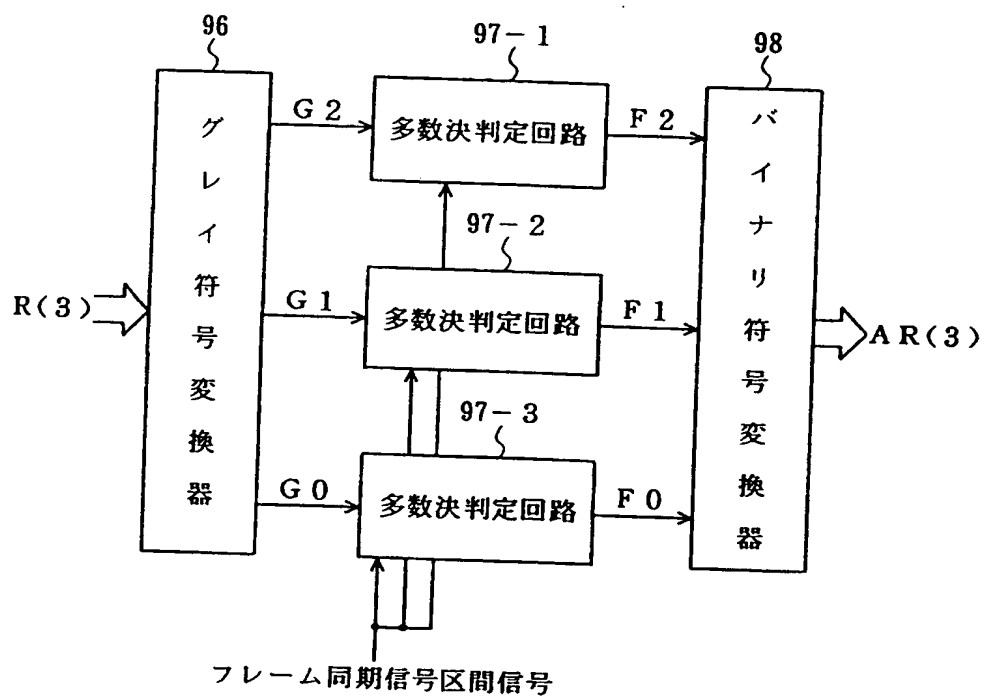 96
97-1
98
グレイ符号変換器
G2
多数決判定回路
F2
バイナリ符号変換器
97-2
R(3)
G1
多数決判定回路
F1
AR(3)
97-3
G0
多数決判定回路
F0
フレーム同期信号区間信号